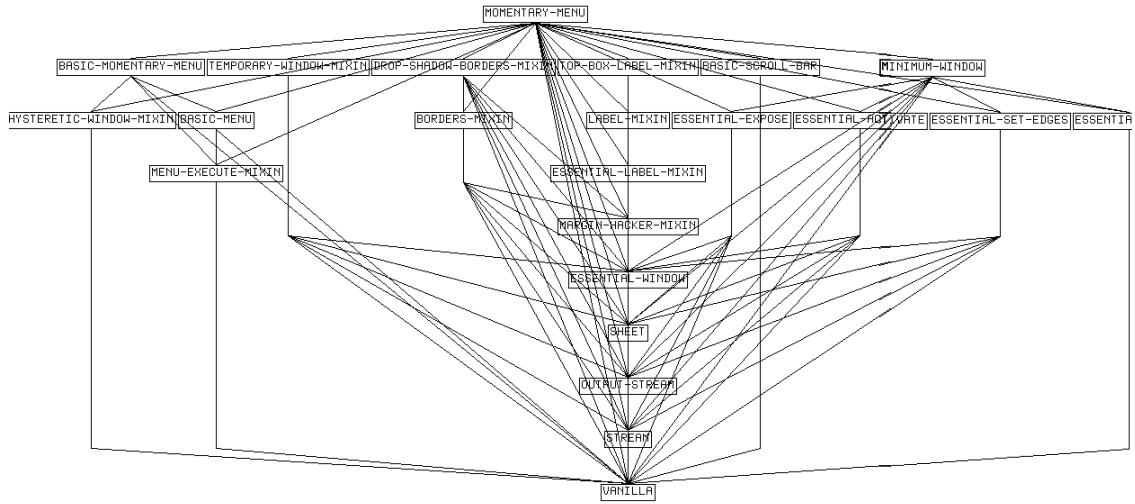 MOMENTARY-MENU
BASIC-MOMENTARY-MENU TEMPORARY-WINDOW-MIXIN DROP-SHADOW-BORDERS-MIXIN TOP-BOX-LABEL-MIXIN BASIC-SCROLL-BAR MINIMUM-WINDOW
HYSTERETIC-WINDOW-MIXIN BASIC-MENU BORDERS-MIXIN LABEL-MIXIN ESSENTIAL-EXPOSE ESSENTIAL-ACTIVATE ESSENTIAL-SET-EDGES ESSENTIA
MENU-EXECUTE-MIXIN ESSENTIAL-LABEL-MIXIN
MARGIN-HACKER-MIXIN
ESSENTIAL-WINDOW
SHEET
OUTPUT-STREAM
STREAM
VANILLA